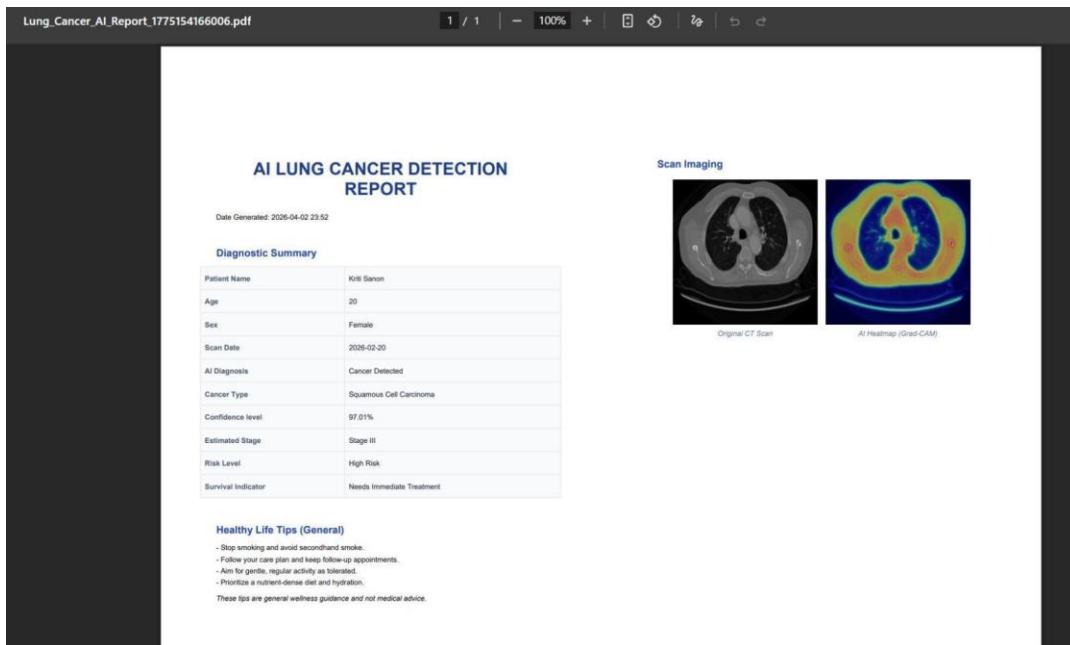 Lung_Cancer_AI_Report_1775154166006.pdf
1 / 1
100%
AI LUNG CANCER DETECTION
REPORT
Date Generated: 2026-04-02 23:52
Diagnostic Summary
Patient Name Kriti Sanon
Age 20
Sex Female
Scan Date 2026-02-20
AI Diagnosis Cancer Detected
Cancer Type Squamous Cell Carcinoma
Confidence level 97.01%
Estimated Stage Stage III
Risk Level High Risk
Survival Indicator Needs Immediate Treatment
Healthy Life Tips (General)
- Stop smoking and avoid secondhand smoke.
- Follow your care plan and keep follow-up appointments.
- Aim for gentle, regular activity as tolerated.
- Prioritize a nutrient-dense diet and hydration.
These tips are general wellness guidance and not medical advice.
Scan Imaging
Original CT Scan
AI Heatmap (Grad-CAM)